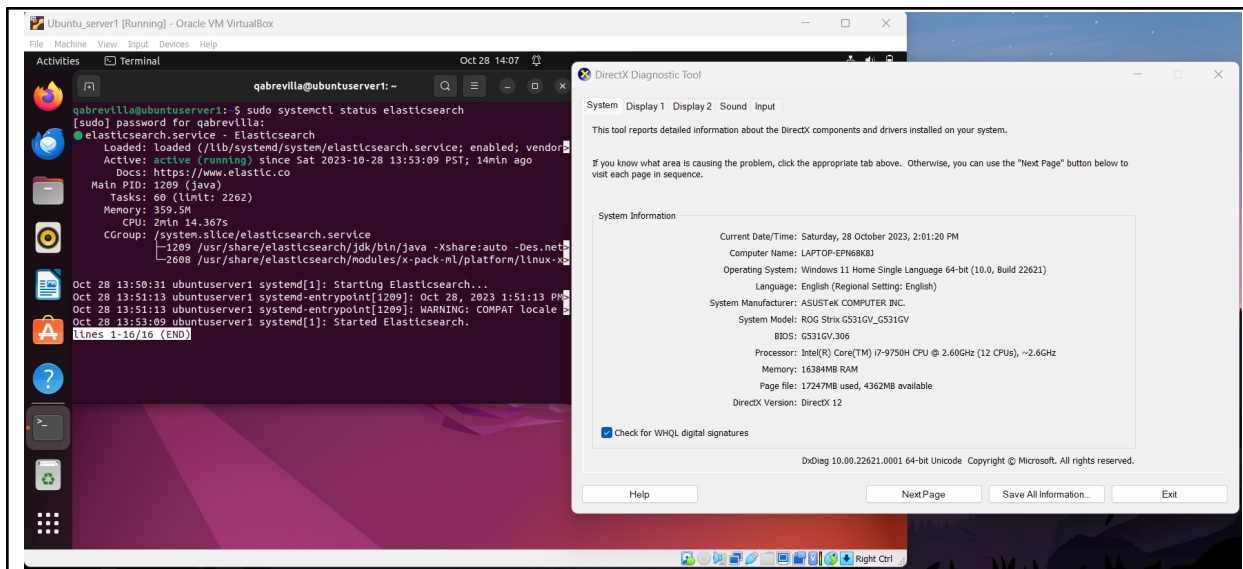 Ubuntu_server1 [Running] - Oracle VM VirtualBox
File Machine View Input Devices Help
Activities Terminal Oct 28 14:07
qabrevilla@ubuntuserver1: ~
qabrevilla@ubuntuserver1:~$ sudo systemctl status elasticsearch
[sudo] password for qabrevilla:
elasticsearch.service - Elasticsearch
Loaded: loaded (/lib/systemd/system/elasticsearch.service; enabled; vendor>
Active: active (running) since Sat 2023-10-28 13:53:09 PST; 14min ago
Docs: https://www.elastic.co
Main PID: 1209 (java)
Tasks: 60 (limit: 2262)
Memory: 359.5M
CPU: 2min 14.367s
CGroup: /system.slice/elasticsearch.service
├─1209 /usr/share/elasticsearch/jdk/bin/java -Xshare:auto -Des.net>
└─2608 /usr/share/elasticsearch/modules/x-pack-ml/platform/linux-x>
Oct 28 13:50:31 ubuntuserver1 systemd[1]: Starting Elasticsearch...
Oct 28 13:51:13 ubuntuserver1 systemd-entrypoint[1209]: Oct 28, 2023 1:51:13 PM>
Oct 28 13:51:13 ubuntuserver1 systemd-entrypoint[1209]: WARNING: COMPAT locale >
Oct 28 13:53:09 ubuntuserver1 systemd[1]: Started Elasticsearch.
lines 1-16/16 (END)
Right Ctrl
DirectX Diagnostic Tool
System Display 1 Display 2 Sound Input
This tool reports detailed information about the DirectX components and drivers installed on your system.
If you know what area is causing the problem, click the appropriate tab above. Otherwise, you can use the "Next Page" button below to
visit each page in sequence.
System Information
Current Date/Time: Saturday, 28 October 2023, 2:01:20 PM
Computer Name: LAPTOP-EPN68K8J
Operating System: Windows 11 Home Single Language 64-bit (10.0, Build 22621)
Language: English (Regional Setting: English)
System Manufacturer: ASUSTeK COMPUTER INC.
System Model: ROG Strix G531GV_G531GV
BIOS: G531GV.306
Processor: Intel(R) Core(TM) i7-9750H CPU @ 2.60GHz (12 CPUs), ~2.6GHz
Memory: 16384MB RAM
Page file: 17247MB used, 4362MB available
DirectX Version: DirectX 12
Check for WHQL digital signatures
DxDiag 10.00.22621.0001 64-bit Unicode Copyright © Microsoft. All rights reserved.
Help Next Page Save All Information... Exit